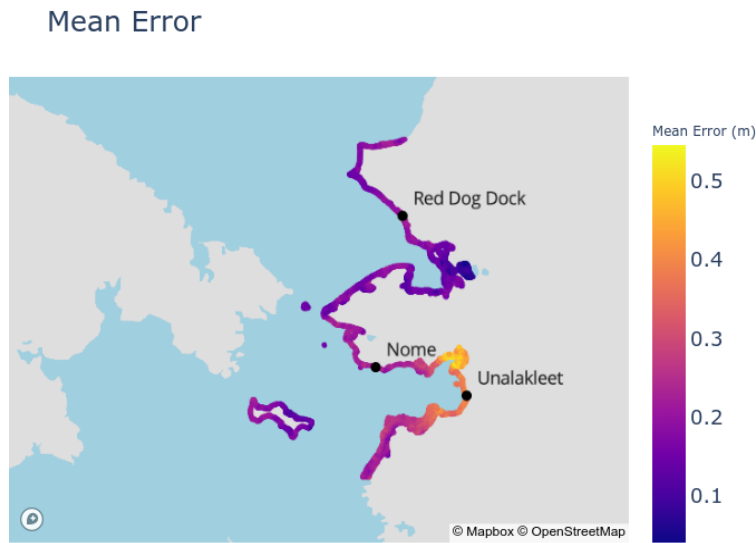 Mean Error
Mean Error (m)
0.5
Red Dog Dock
0.4
0.3
Nome
Unalakleet
0.2
0.1
© Mapbox © OpenStreetMap